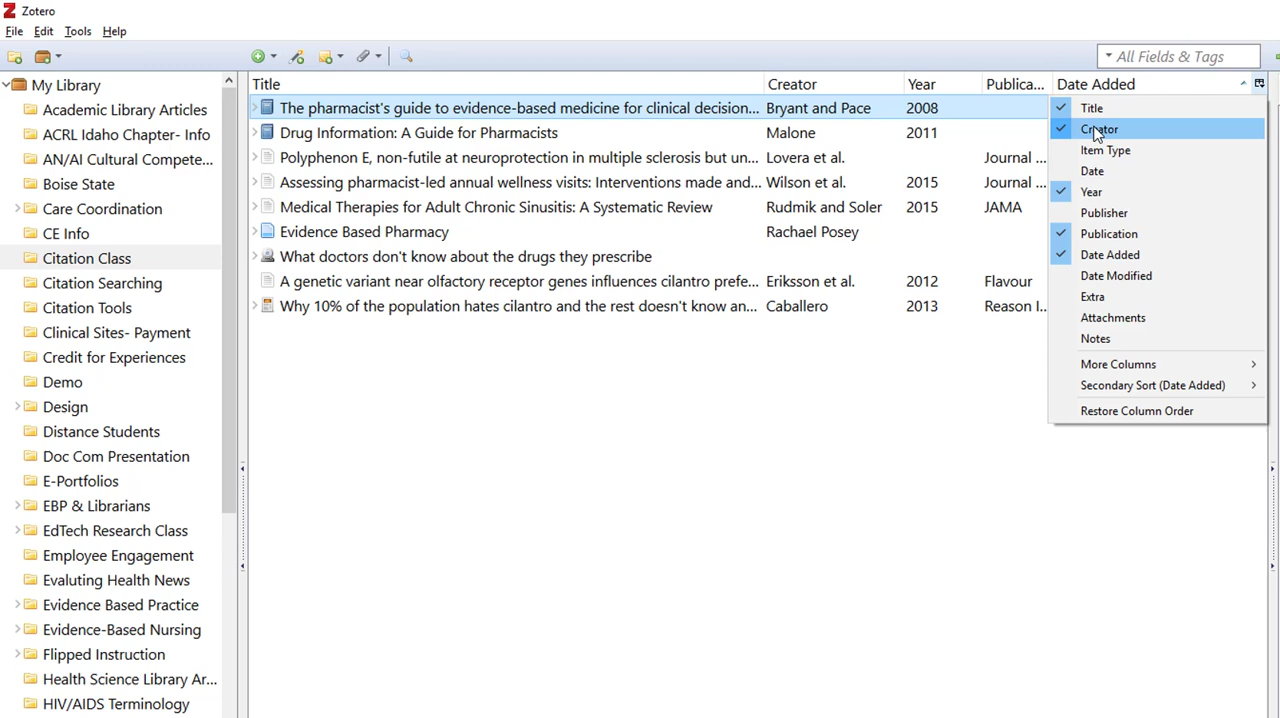 Zotero
File Edit Tools Help
All Fields & Tags
My Library
Academic Library Articles
ACRL Idaho Chapter- Info
AN/AI Cultural Compete...
Boise State
Care Coordination
CE Info
Citation Class
Citation Searching
Citation Tools
Clinical Sites- Payment
Credit for Experiences
Demo
Design
Distance Students
Doc Com Presentation
E-Portfolios
EBP & Librarians
EdTech Research Class
Employee Engagement
Evaluting Health News
Evidence Based Practice
Evidence-Based Nursing
Flipped Instruction
Health Science Library Ar...
HIV/AIDS Terminology
Title Creator Year Publica... Date Added
The pharmacist's guide to evidence-based medicine for clinical decision... Bryant and Pace 2008
Drug Information: A Guide for Pharmacists Malone 2011
Polyphenon E, non-futile at neuroprotection in multiple sclerosis but un... Lovera et al. Journal ...
Assessing pharmacist-led annual wellness visits: Interventions made and... Wilson et al. 2015 Journal ...
Medical Therapies for Adult Chronic Sinusitis: A Systematic Review Rudmik and Soler 2015 JAMA
Evidence Based Pharmacy Rachael Posey
What doctors don't know about the drugs they prescribe
A genetic variant near olfactory receptor genes influences cilantro prefe... Eriksson et al. 2012 Flavour
Why 10% of the population hates cilantro and the rest doesn't know an... Caballero 2013 Reason I...
Title
Creator
Item Type
Date
Year
Publisher
Publication
Date Added
Date Modified
Extra
Attachments
Notes
More Columns
Secondary Sort (Date Added)
Restore Column Order